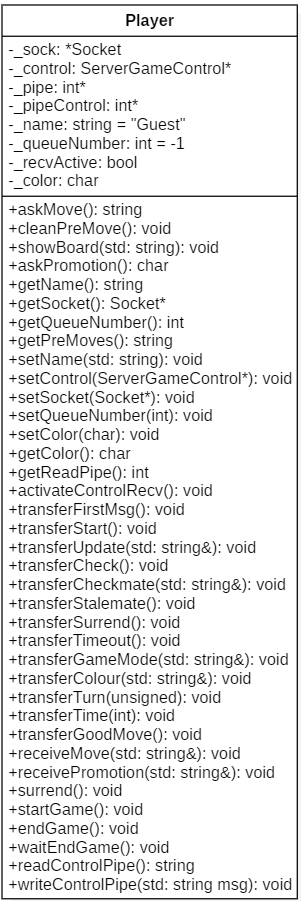 Player
-_sock: *Socket
-_control: ServerGameControl*
-_pipe: int*
-_pipeControl: int*
-_name: string = "Guest"
-_queueNumber: int = -1
-_recvActive: bool
-_color: char
+askMove(): string
+cleanPreMove(): void
+showBoard(std: string): void
+askPromotion(): char
+getName(): string
+getSocket(): Socket*
+getQueueNumber(): int
+getPreMoves(): string
+setName(std: string): void
+setControl(ServerGameControl*): void
+setSocket(Socket*): void
+setQueueNumber(int): void
+setColor(char): void
+getColor(): char
+getReadPipe(): int
+activateControlRecv(): void
+transferFirstMsg(): void
+transferStart(): void
+transferUpdate(std: string&): void
+transferCheck(): void
+transferCheckmate(std: string&): void
+transferStalemate(): void
+transferSurrend(): void
+transferTimeout(): void
+transferGameMode(std: string&): void
+transferColour(std: string&): void
+transferTurn(unsigned): void
+transferTime(int): void
+transferGoodMove(): void
+receiveMove(std: string&): void
+receivePromotion(std: string&): void
+surrend(): void
+startGame(): void
+endGame(): void
+waitEndGame(): void
+readControlPipe(): string
+writeControlPipe(std: string msg): void